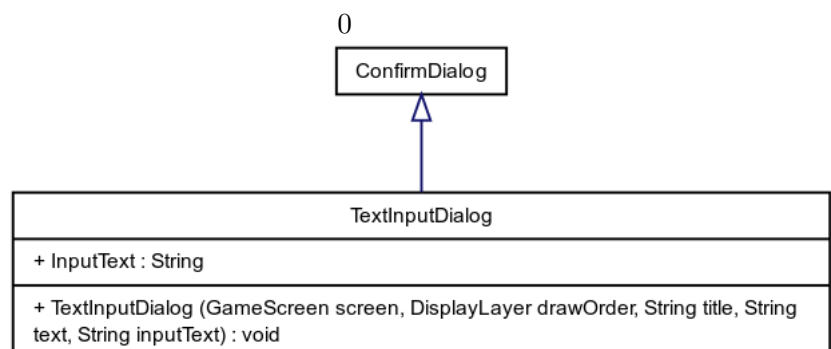 0
ConfirmDialog
TextInputDialog
+ InputText : String
+ TextInputDialog (GameScreen screen, DisplayLayer drawOrder, String title, String
text, String inputText) : void